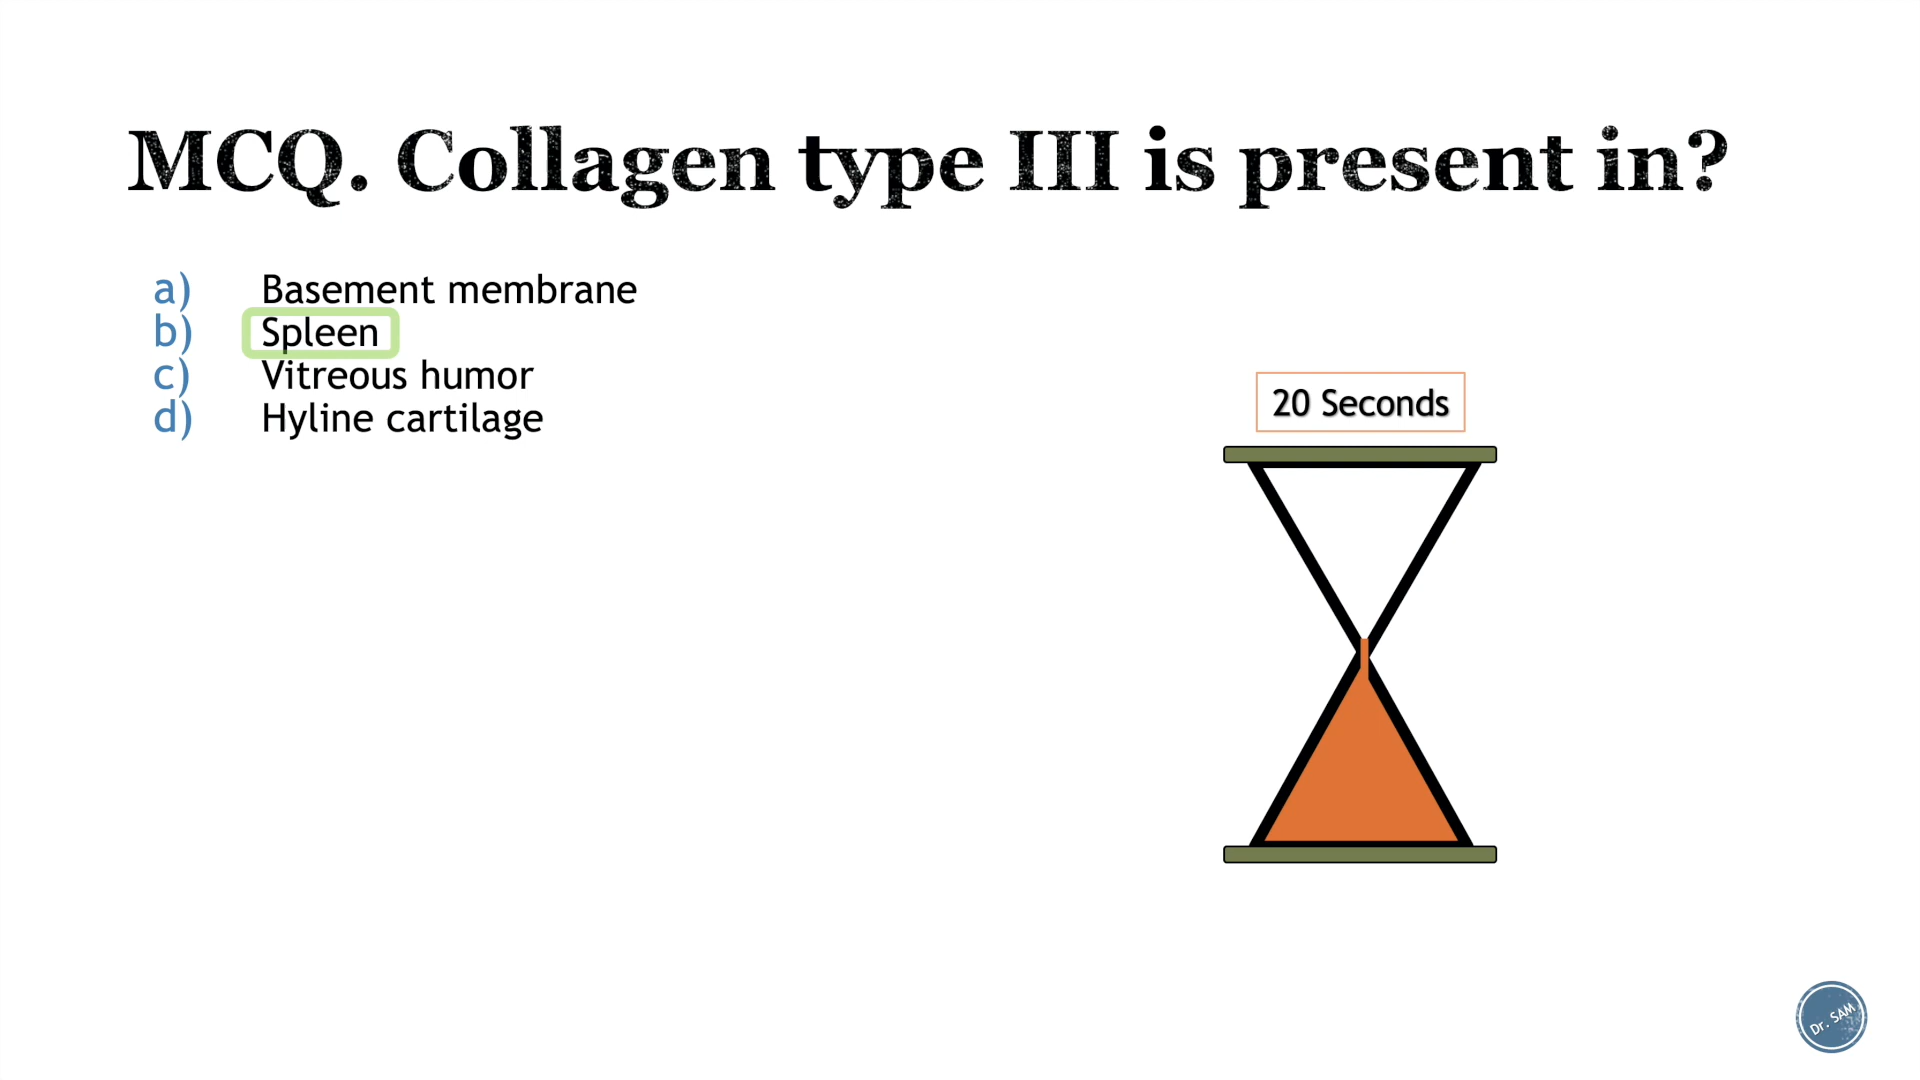 MCQ. Collagen type III is present in?
a) Basement membrane
b) Spleen
c) Vitreous humor
d) Hyline cartilage
20 Seconds
Dr. SAM